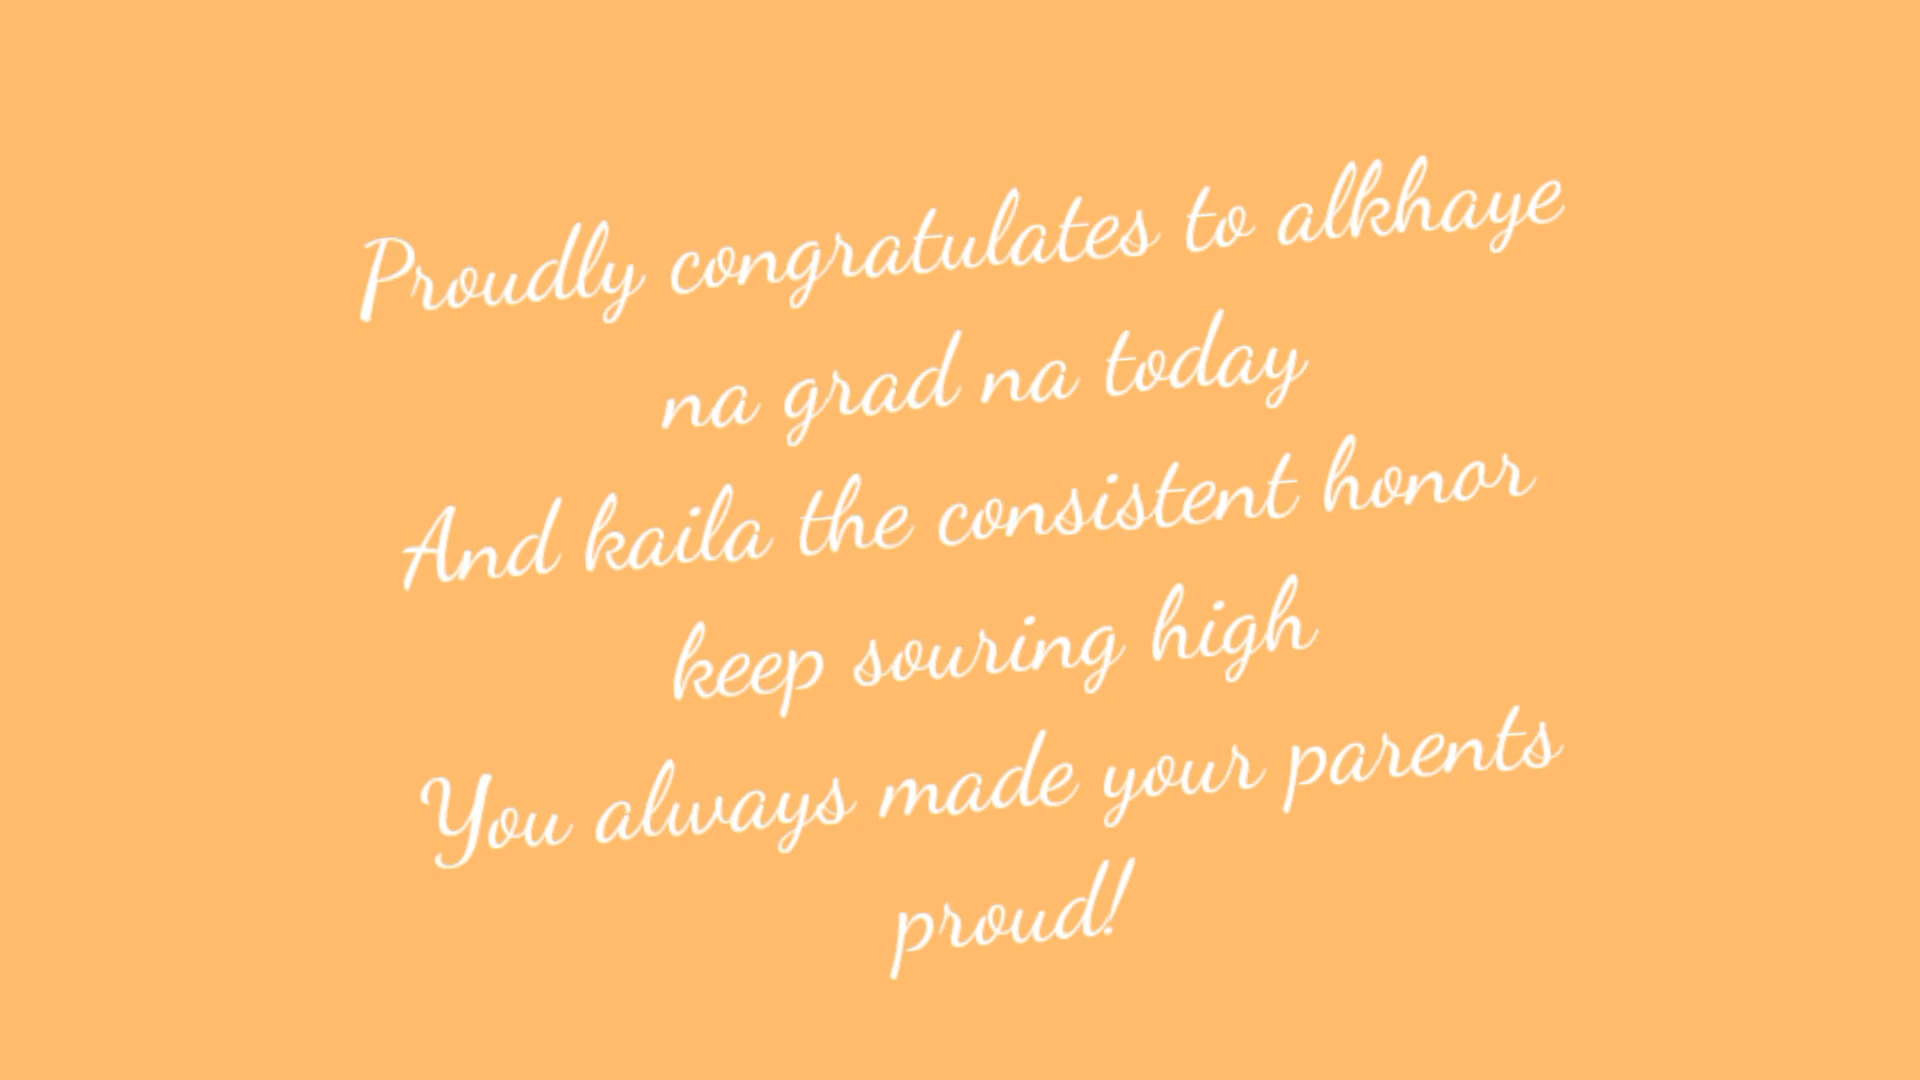 Proudly congratulates to alkhaye
na grad na today
And kaila the consistent honor
keep souring high
You always made your parents
proud!